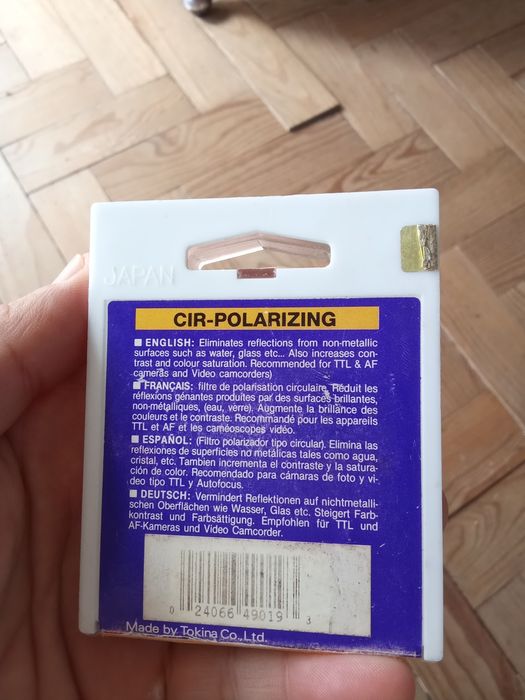 JAPAN
CIR-POLARIZING
■ ENGLISH: Eliminates reflections from non-metallic
surfaces such as water, glass etc... Also increases con-
trast and colour saturation. Recommended for TTL & AF
cameras and Video camcorders)
■ FRANÇAIS: filtre de polarisation circulaire, Réduit les
réflexions génantes produites par des surfaces brillantes,
non-métalliques, (eau, verre). Augmente la brillance des
couleurs et le contraste. Recommandé pour les appareils
TTL et AF et les caméoscopes vidéo.
■ ESPAÑOL: (Filtro polarizador tipo circular). Elimina las
reflexiones de superficies no metálicas tales como agua,
cristal, etc. Tambien incrementa el contraste y la satura-
ción de color. Recomendado para cámaras de foto y vi-
deo tipo TTL y Autofocus.
■ DEUTSCH: Vermindert Reflektionen auf nichtmetalli-
schen Oberflächen wie Wasser, Glas etc. Steigert Farb-
kontrast und Farbsättigung. Empfohlen für TTL und
AF-Kameras und Video Camcorder.
0 24066 49019 3
Made by Tokina Co., Ltd.